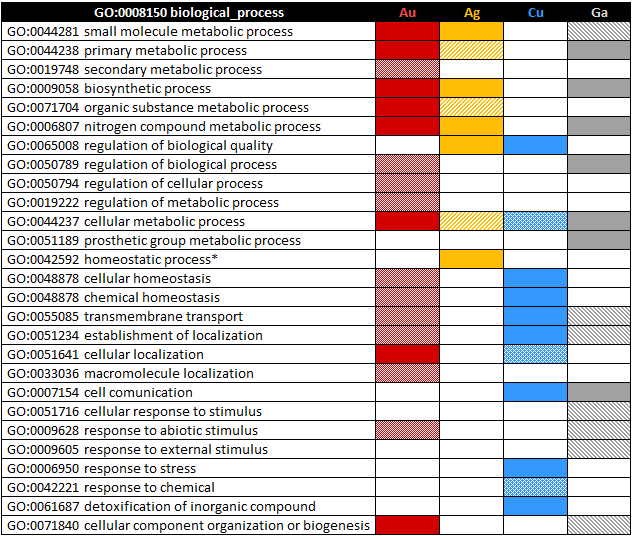 GO:0008150 biological_process Au Ag Cu Ga
GO:0044281 small molecule metabolic process
GO:0044238 primary metabolic process
GO:0019748 secondary metabolic process
GO:0009058 biosynthetic process
GO:0071704 organic substance metabolic process
GO:0006807 nitrogen compound metabolic process
GO:0065008 regulation of biological quality
GO:0050789 regulation of biological process
GO:0050794 regulation of cellular process
GO:0019222 regulation of metabolic process
GO:0044237 cellular metabolic process
GO:0051189 prosthetic group metabolic process
GO:0042592 homeostatic process*
GO:0048878 cellular homeostasis
GO:0048878 chemical homeostasis
GO:0055085 transmembrane transport
GO:0051234 establishment of localization
GO:0051641 cellular localization
GO:0033036 macromolecule localization
GO:0007154 cell comunication
GO:0051716 cellular response to stimulus
GO:0009628 response to abiotic stimulus
GO:0009605 response to external stimulus
GO:0006950 response to stress
GO:0042221 response to chemical
GO:0061687 detoxification of inorganic compound
GO:0071840 cellular component organization or biogenesis